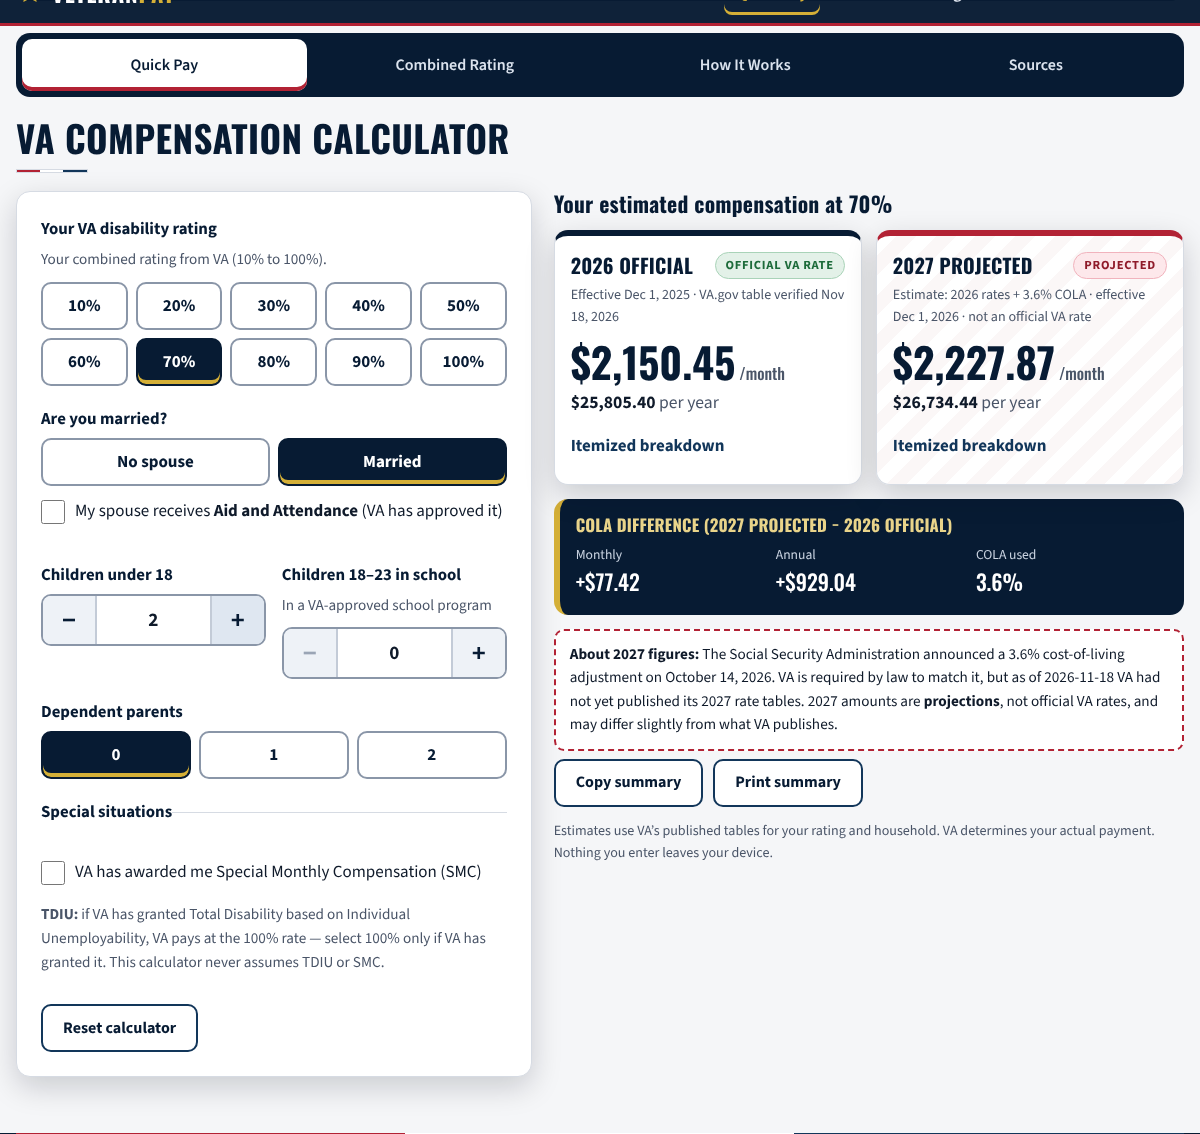 Quick Pay
Combined Rating
How It Works
Sources
VA COMPENSATION CALCULATOR
Your VA disability rating
Your combined rating from VA (10% to 100%).
10%
20%
30%
40%
50%
60%
70%
80%
90%
100%
Are you married?
No spouse
Married
My spouse receives Aid and Attendance (VA has approved it)
Children under 18
− 2 +
Children 18–23 in school
In a VA-approved school program
− 0 +
Dependent parents
0
1
2
Special situations
VA has awarded me Special Monthly Compensation (SMC)
TDIU: if VA has granted Total Disability based on Individual
Unemployability, VA pays at the 100% rate — select 100% only if VA has
granted it. This calculator never assumes TDIU or SMC.
Reset calculator
Your estimated compensation at 70%
2026 OFFICIAL
OFFICIAL VA RATE
Effective Dec 1, 2025 · VA.gov table verified Nov
18, 2026
$2,150.45 /month
$25,805.40 per year
Itemized breakdown
2027 PROJECTED
PROJECTED
Estimate: 2026 rates + 3.6% COLA · effective
Dec 1, 2026 · not an official VA rate
$2,227.87 /month
$26,734.44 per year
Itemized breakdown
COLA DIFFERENCE (2027 PROJECTED − 2026 OFFICIAL)
Monthly
+$77.42
Annual
+$929.04
COLA used
3.6%
About 2027 figures: The Social Security Administration announced a 3.6% cost-of-living
adjustment on October 14, 2026. VA is required by law to match it, but as of 2026-11-18 VA had
not yet published its 2027 rate tables. 2027 amounts are projections, not official VA rates, and
may differ slightly from what VA publishes.
Copy summary
Print summary
Estimates use VA's published tables for your rating and household. VA determines your actual payment.
Nothing you enter leaves your device.